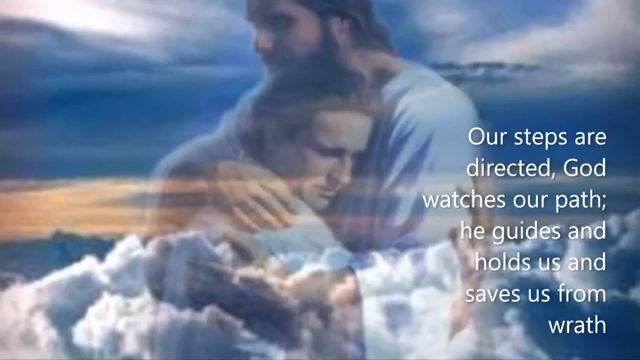 Our steps are
directed, God
watches our path;
he guides and
holds us and
saves us from
wrath